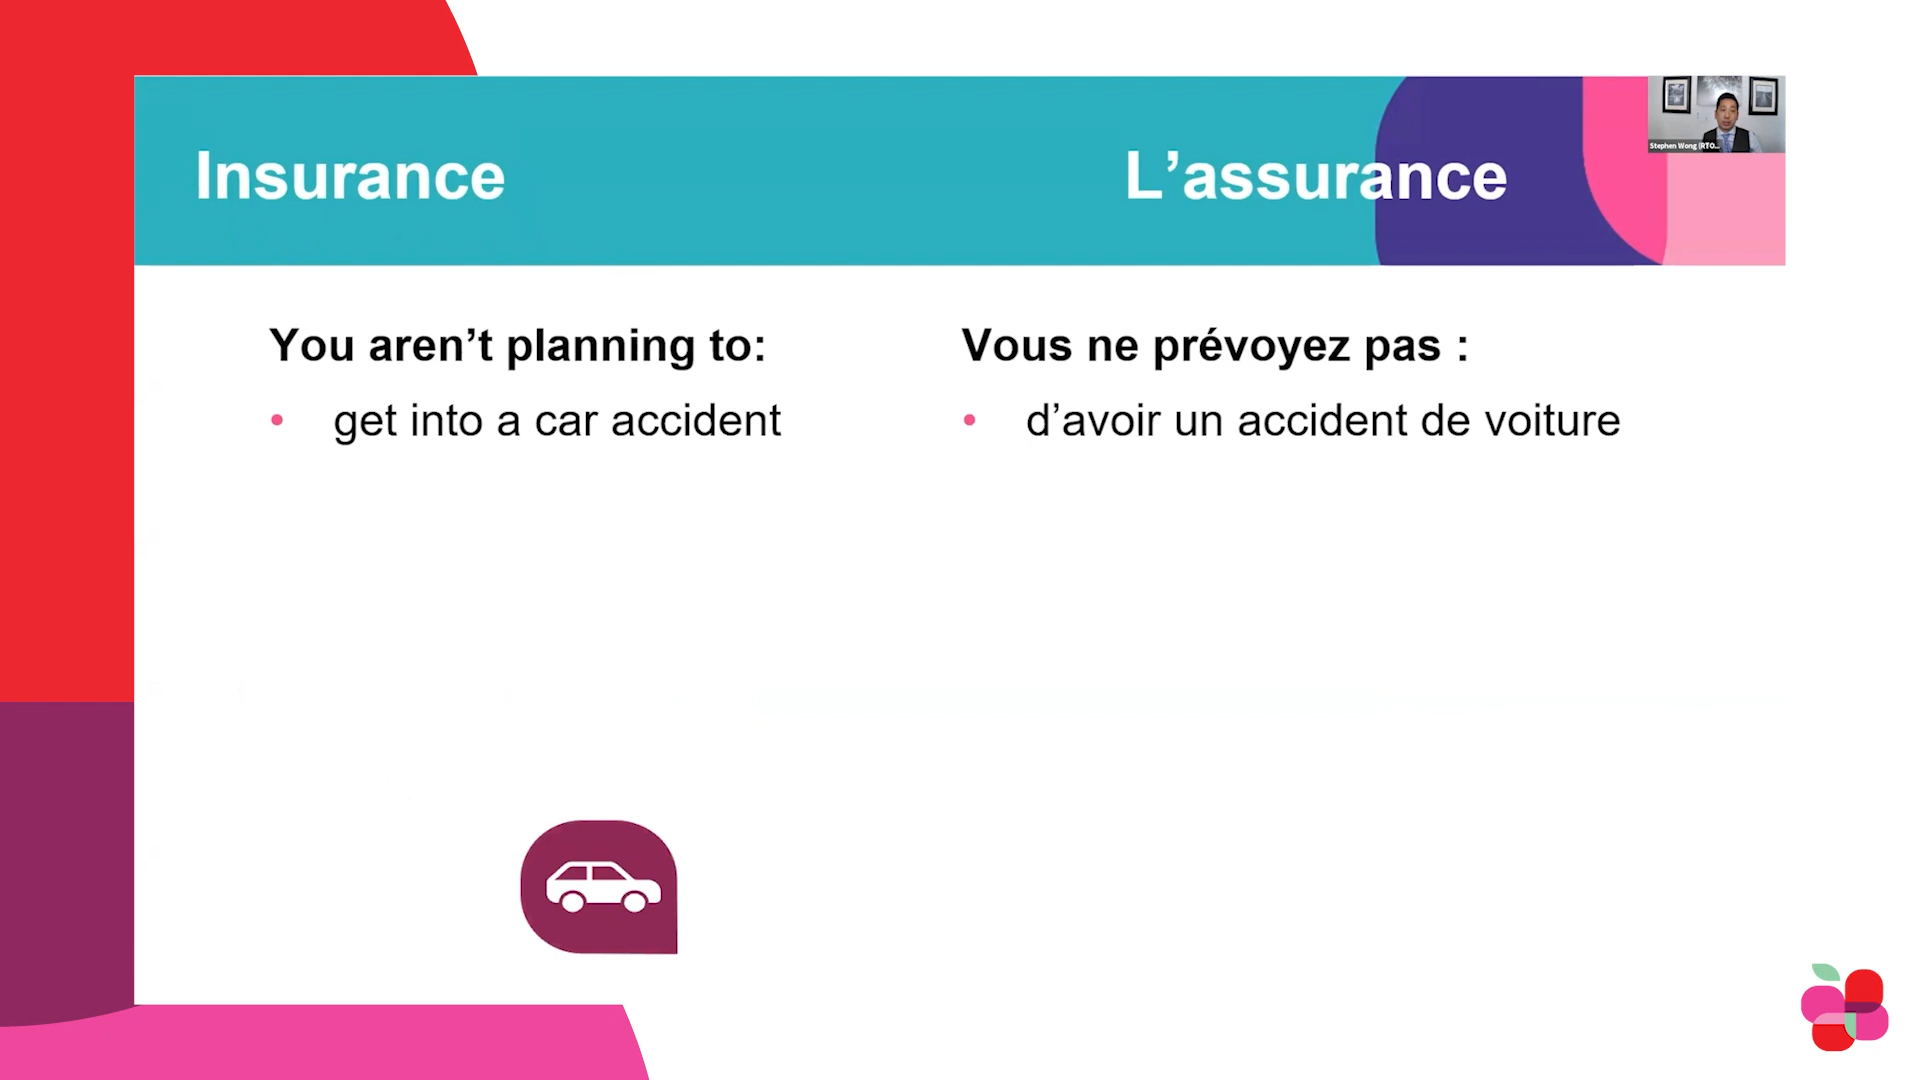 Insurance
L’assurance
Stephen Wong (RTO...
You aren’t planning to:
• get into a car accident
Vous ne prévoyez pas :
• d’avoir un accident de voiture